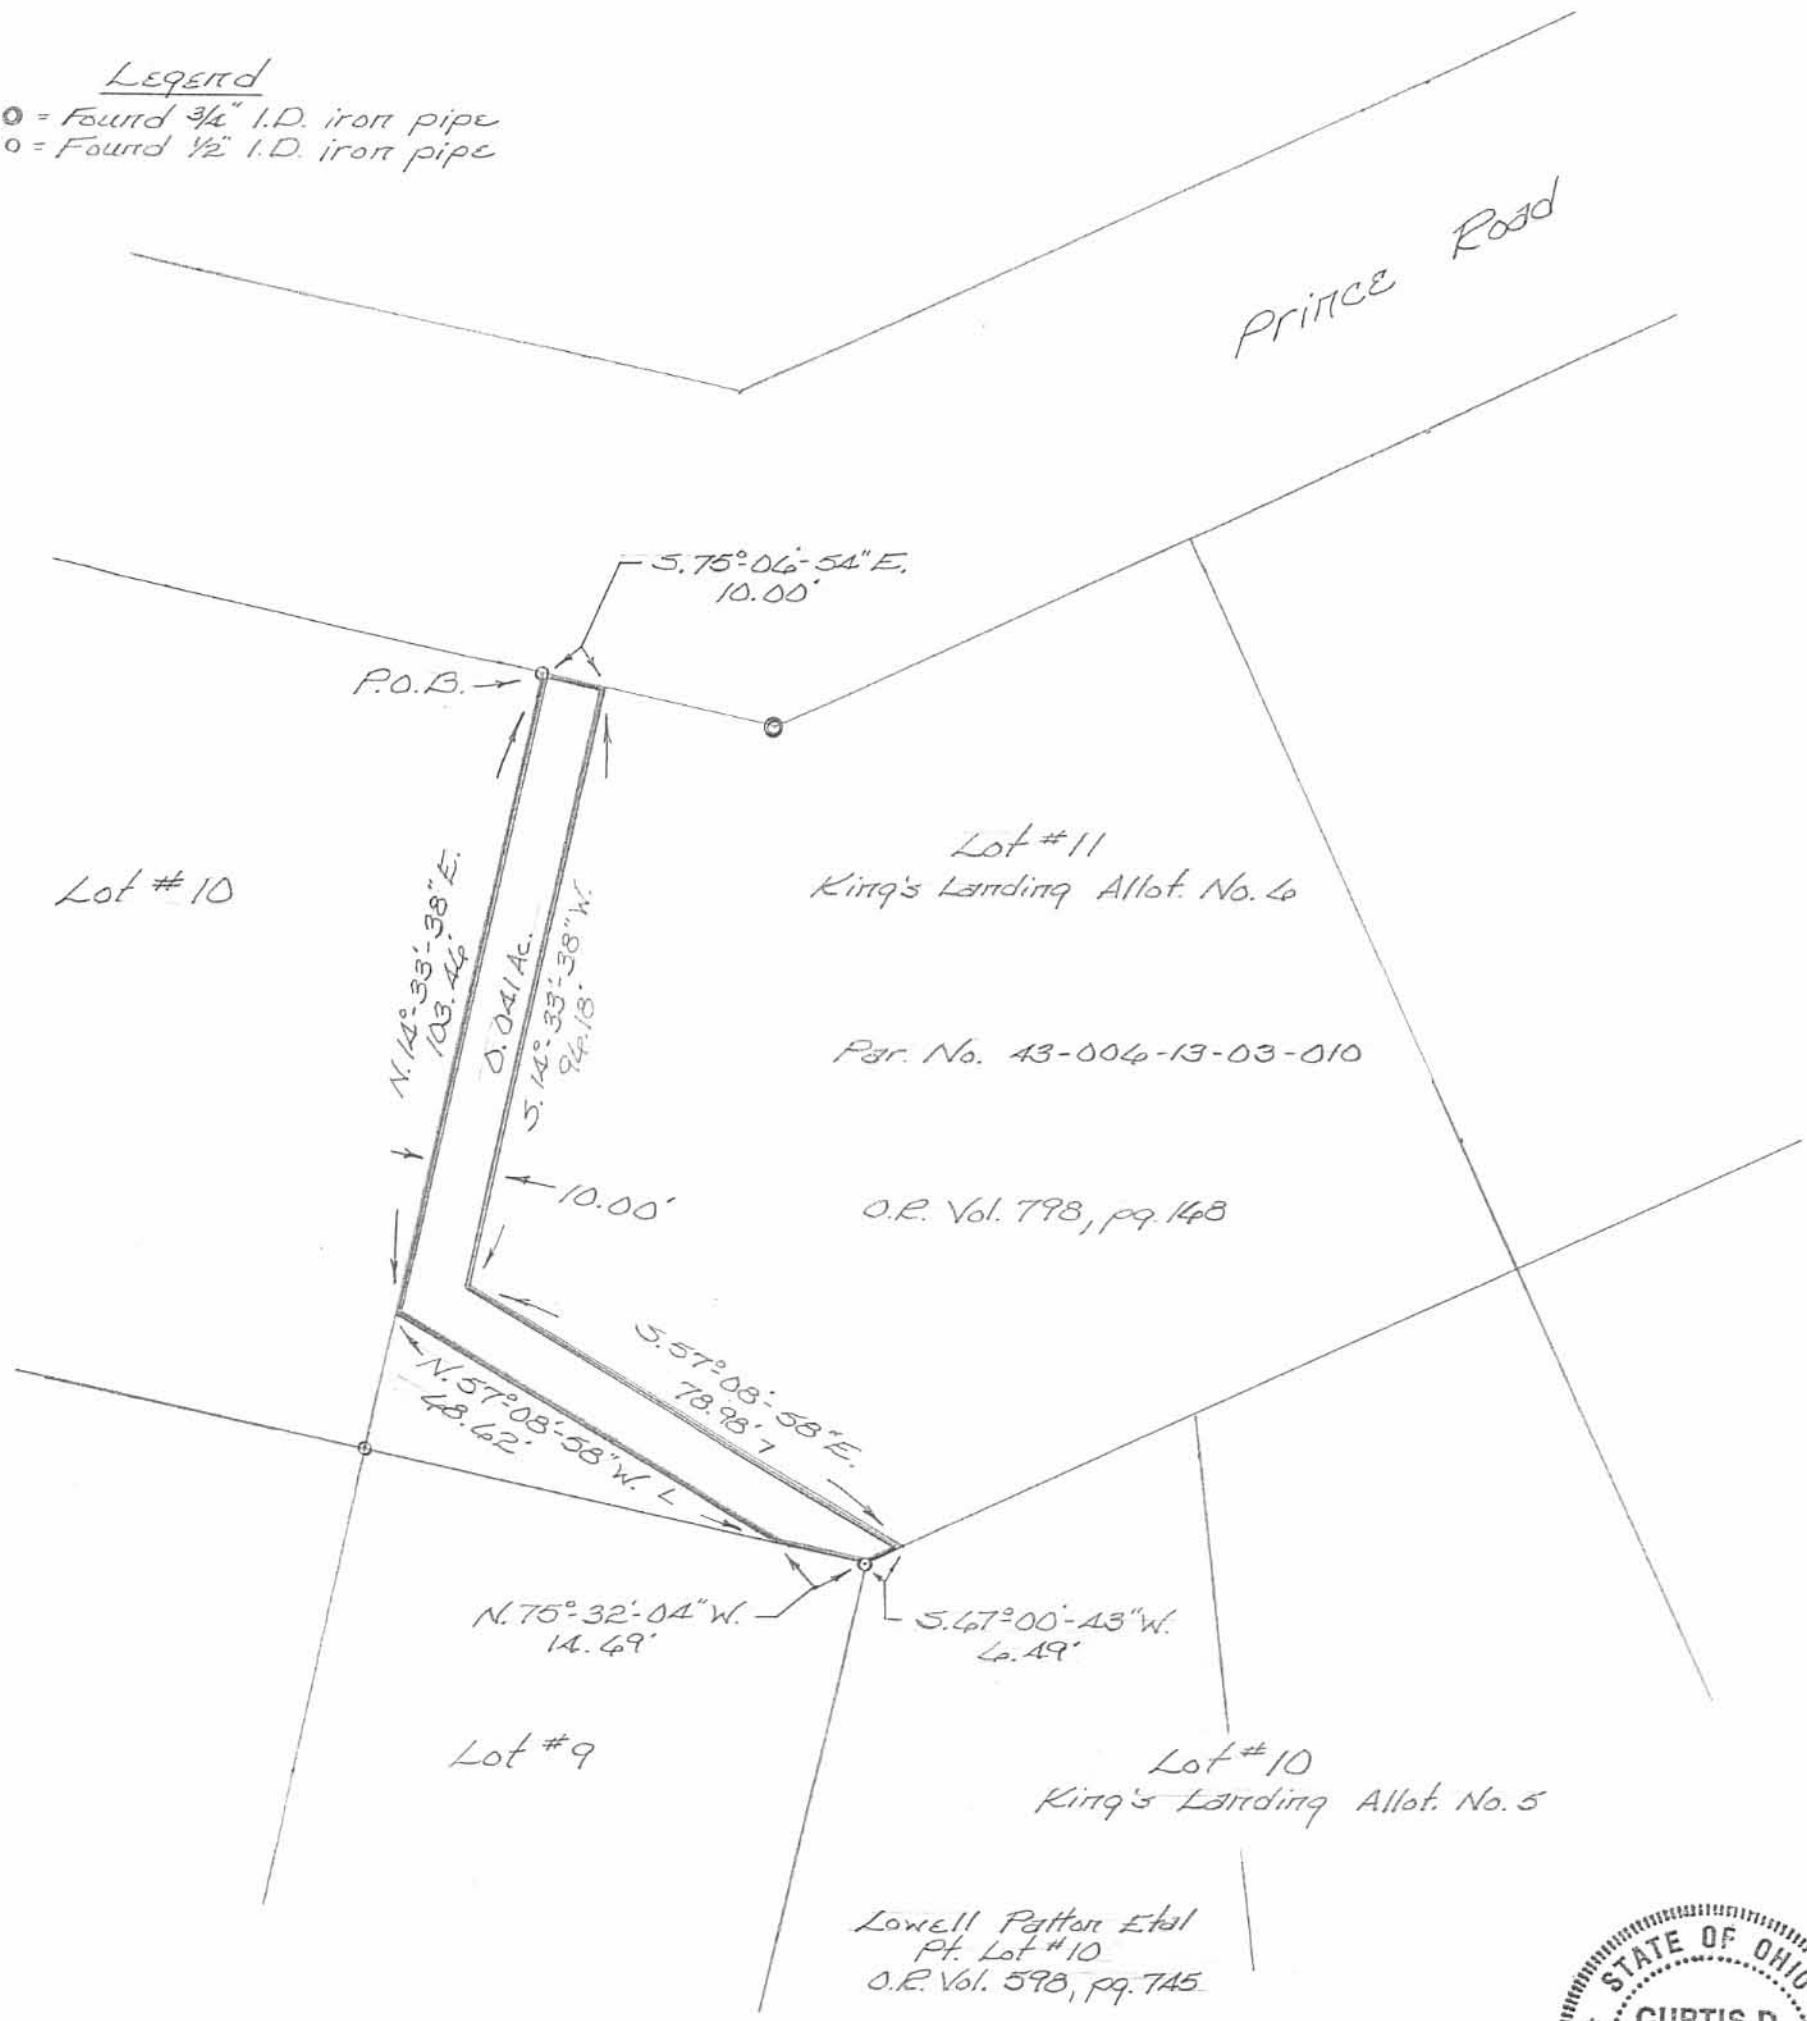 Legend
= Found 3/4" I.D. iron pipe
= Found 1/2" I.D. iron pipe
Prince Road
S.75°-06'-54"E.
10.00'
P.O.B.
Lot #11
King's Landing Allot. No. 6
Lot # 10
N.14°-33'-38"E.
103.46'
0.041 Ac.
S.14°-33'-38"W.
96.18'
Par. No. 43-006-13-03-010
10.00'
O.R. Vol. 798, pg. 168
S.57°-08'-58"E.
78.98'
N.57°-08'-58"W.
68.62'
N.75°-32'-04"W.
14.69'
S.67°-00'-43"W.
6.49'
Lot #9
Lot #10
King's Landing Allot. No. 5
Lowell Patton Etal
Pt. Lot #10
O.R. Vol. 598, pg. 745
STATE OF OHIO
CURTIS D.